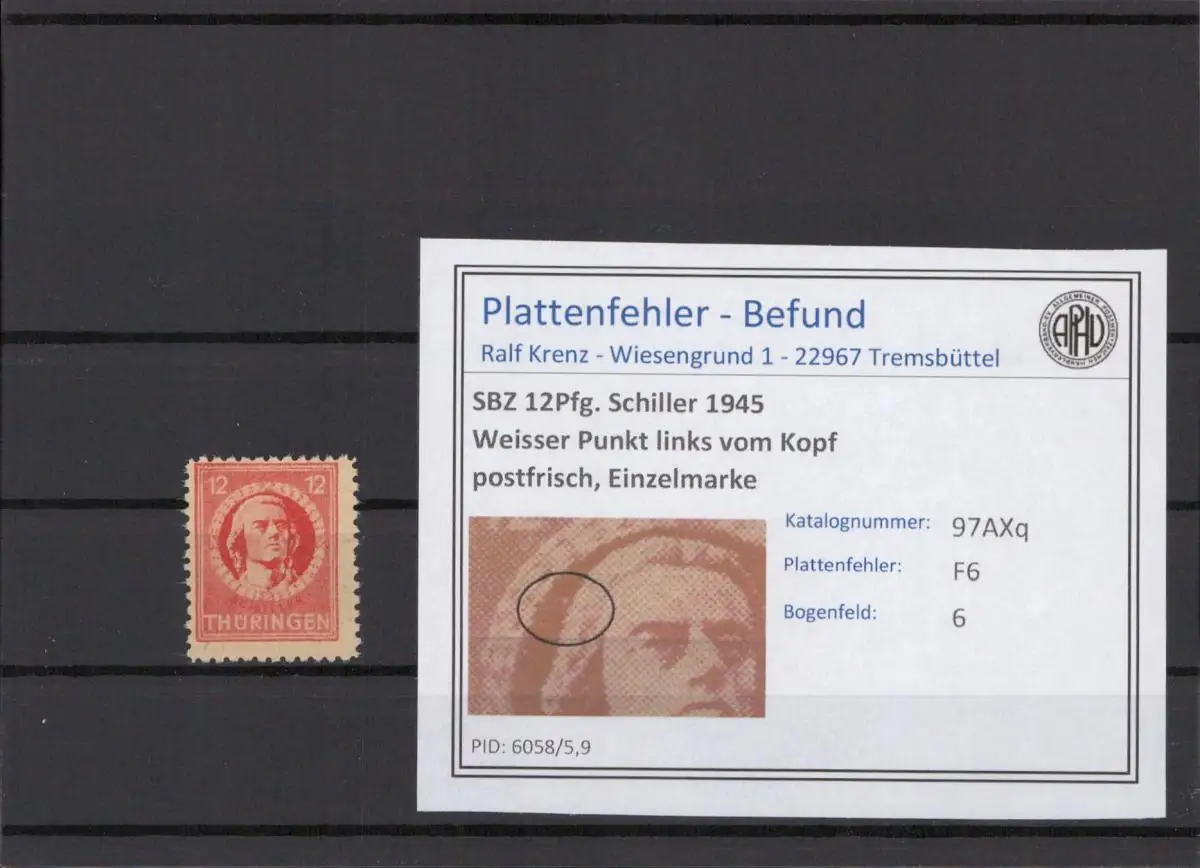 12 12
SCHILLER
THÜRINGEN
Plattenfehler - Befund
Ralf Krenz - Wiesengrund 1 - 22967 Tremsbüttel
APHV
SBZ 12Pfg. Schiller 1945
Weisser Punkt links vom Kopf
postfrisch, Einzelmarke
Katalognummer: 97AXq
Plattenfehler: F6
Bogenfeld: 6
PID: 6058/5,9